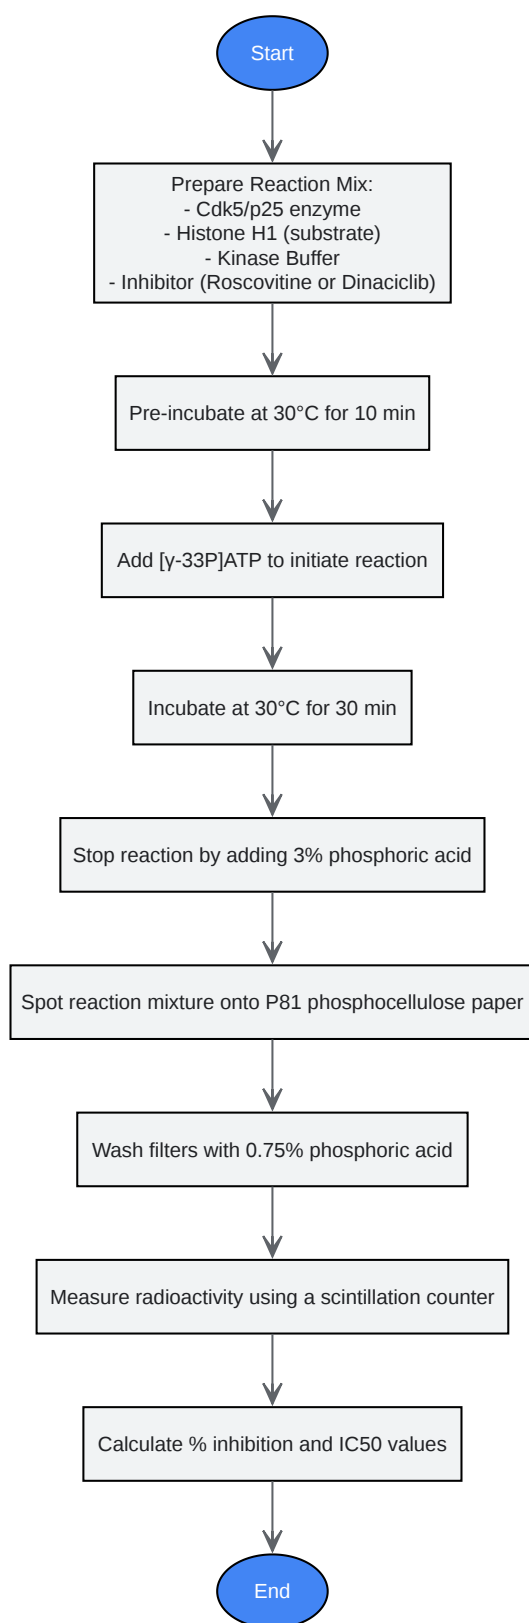 Start
Prepare Reaction Mix:
- Cdk5/p25 enzyme
- Histone H1 (substrate)
- Kinase Buffer
- Inhibitor (Roscovitine or Dinaciclib)
Pre-incubate at 30°C for 10 min
Add [γ-33P]ATP to initiate reaction
Incubate at 30°C for 30 min
Stop reaction by adding 3% phosphoric acid
Spot reaction mixture onto P81 phosphocellulose paper
Wash filters with 0.75% phosphoric acid
Measure radioactivity using a scintillation counter
Calculate % inhibition and IC50 values
End